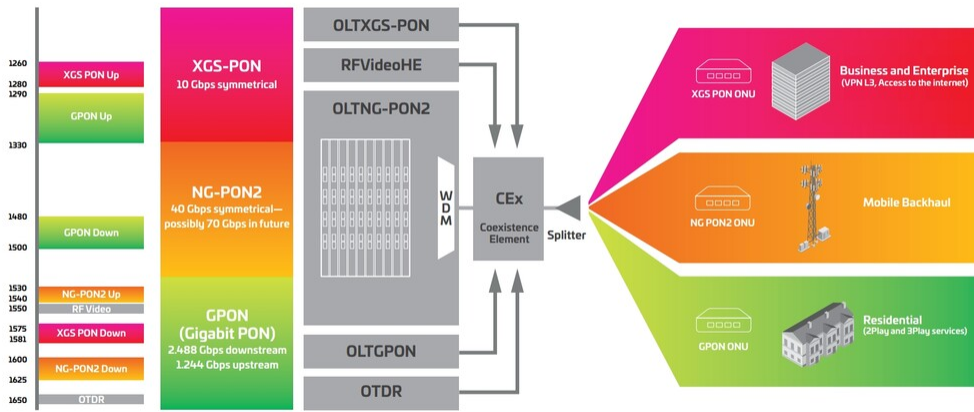 1260
1280
1290
1330
1480
1500
1530
1540
1550
1575
1581
1600
1625
1650
XGS PON Up
GPON Up
GPON Down
NG-PON2 Up
RF Video
XGS PON Down
NG-PON2 Down
OTDR
XGS-PON
10 Gbps symmetrical
NG-PON2
40 Gbps symmetrical—
possibly 70 Gbps in future
GPON
(Gigabit PON)
2.488 Gbps downstream
1.244 Gbps upstream
OLTXGS-PON
RFVideoHE
OLTNG-PON2
WDM
OLTGPON
OTDR
CEx
Coexistence
Element
Splitter
XGS PON ONU
Business and Enterprise
(VPN L3, Access to the internet)
NG PON2 ONU
Mobile Backhaul
GPON ONU
Residential
(2Play and 3Play services)